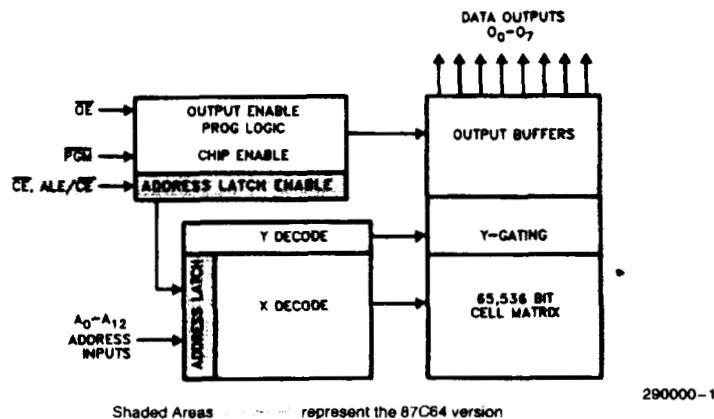 DATA OUTPUTS
O0–O7
OE
OUTPUT ENABLE
PROG LOGIC
OUTPUT BUFFERS
PGM
CHIP ENABLE
CE, ALE/CE
ADDRESS LATCH ENABLE
Y DECODE
Y-GATING
ADDRESS LATCH
X DECODE
65,536 BIT
CELL MATRIX
A0–A12
ADDRESS
INPUTS
290000–1
Shaded Areas represent the 87C64 version